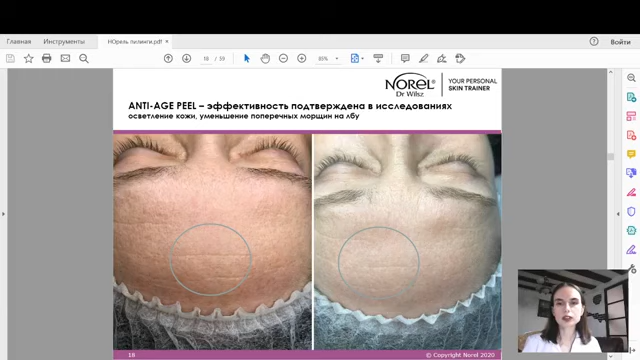 Главная
Инструменты
НОрель пилинги.pdf
Войти
18 / 59
85%
NOREL
Dr Wilsz
YOUR PERSONAL
SKIN TRAINER
ANTI-AGE PEEL – эффективность подтверждена в исследованиях
осветление кожи, уменьшение поперечных морщин на лбу
18
© Copyright Norel 2020